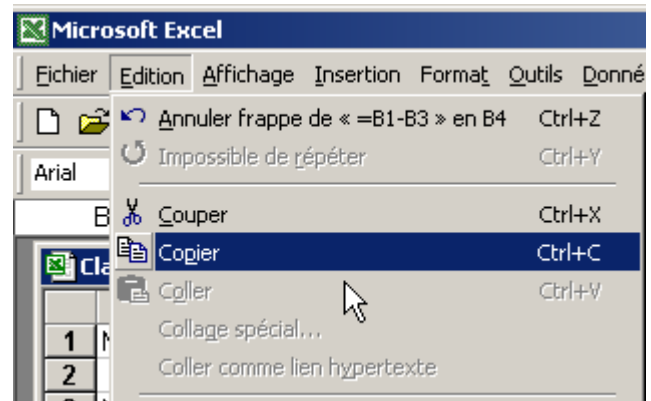 Microsoft Excel
Fichier Edition Affichage Insertion Format Outils Donné
Annuler frappe de « =B1-B3 » en B4 Ctrl+Z
Impossible de répéter Ctrl+Y
Arial
Couper Ctrl+X
B
Copier Ctrl+C
Cla
Coller Ctrl+V
Collage spécial...
1
Coller comme lien hypertexte
2